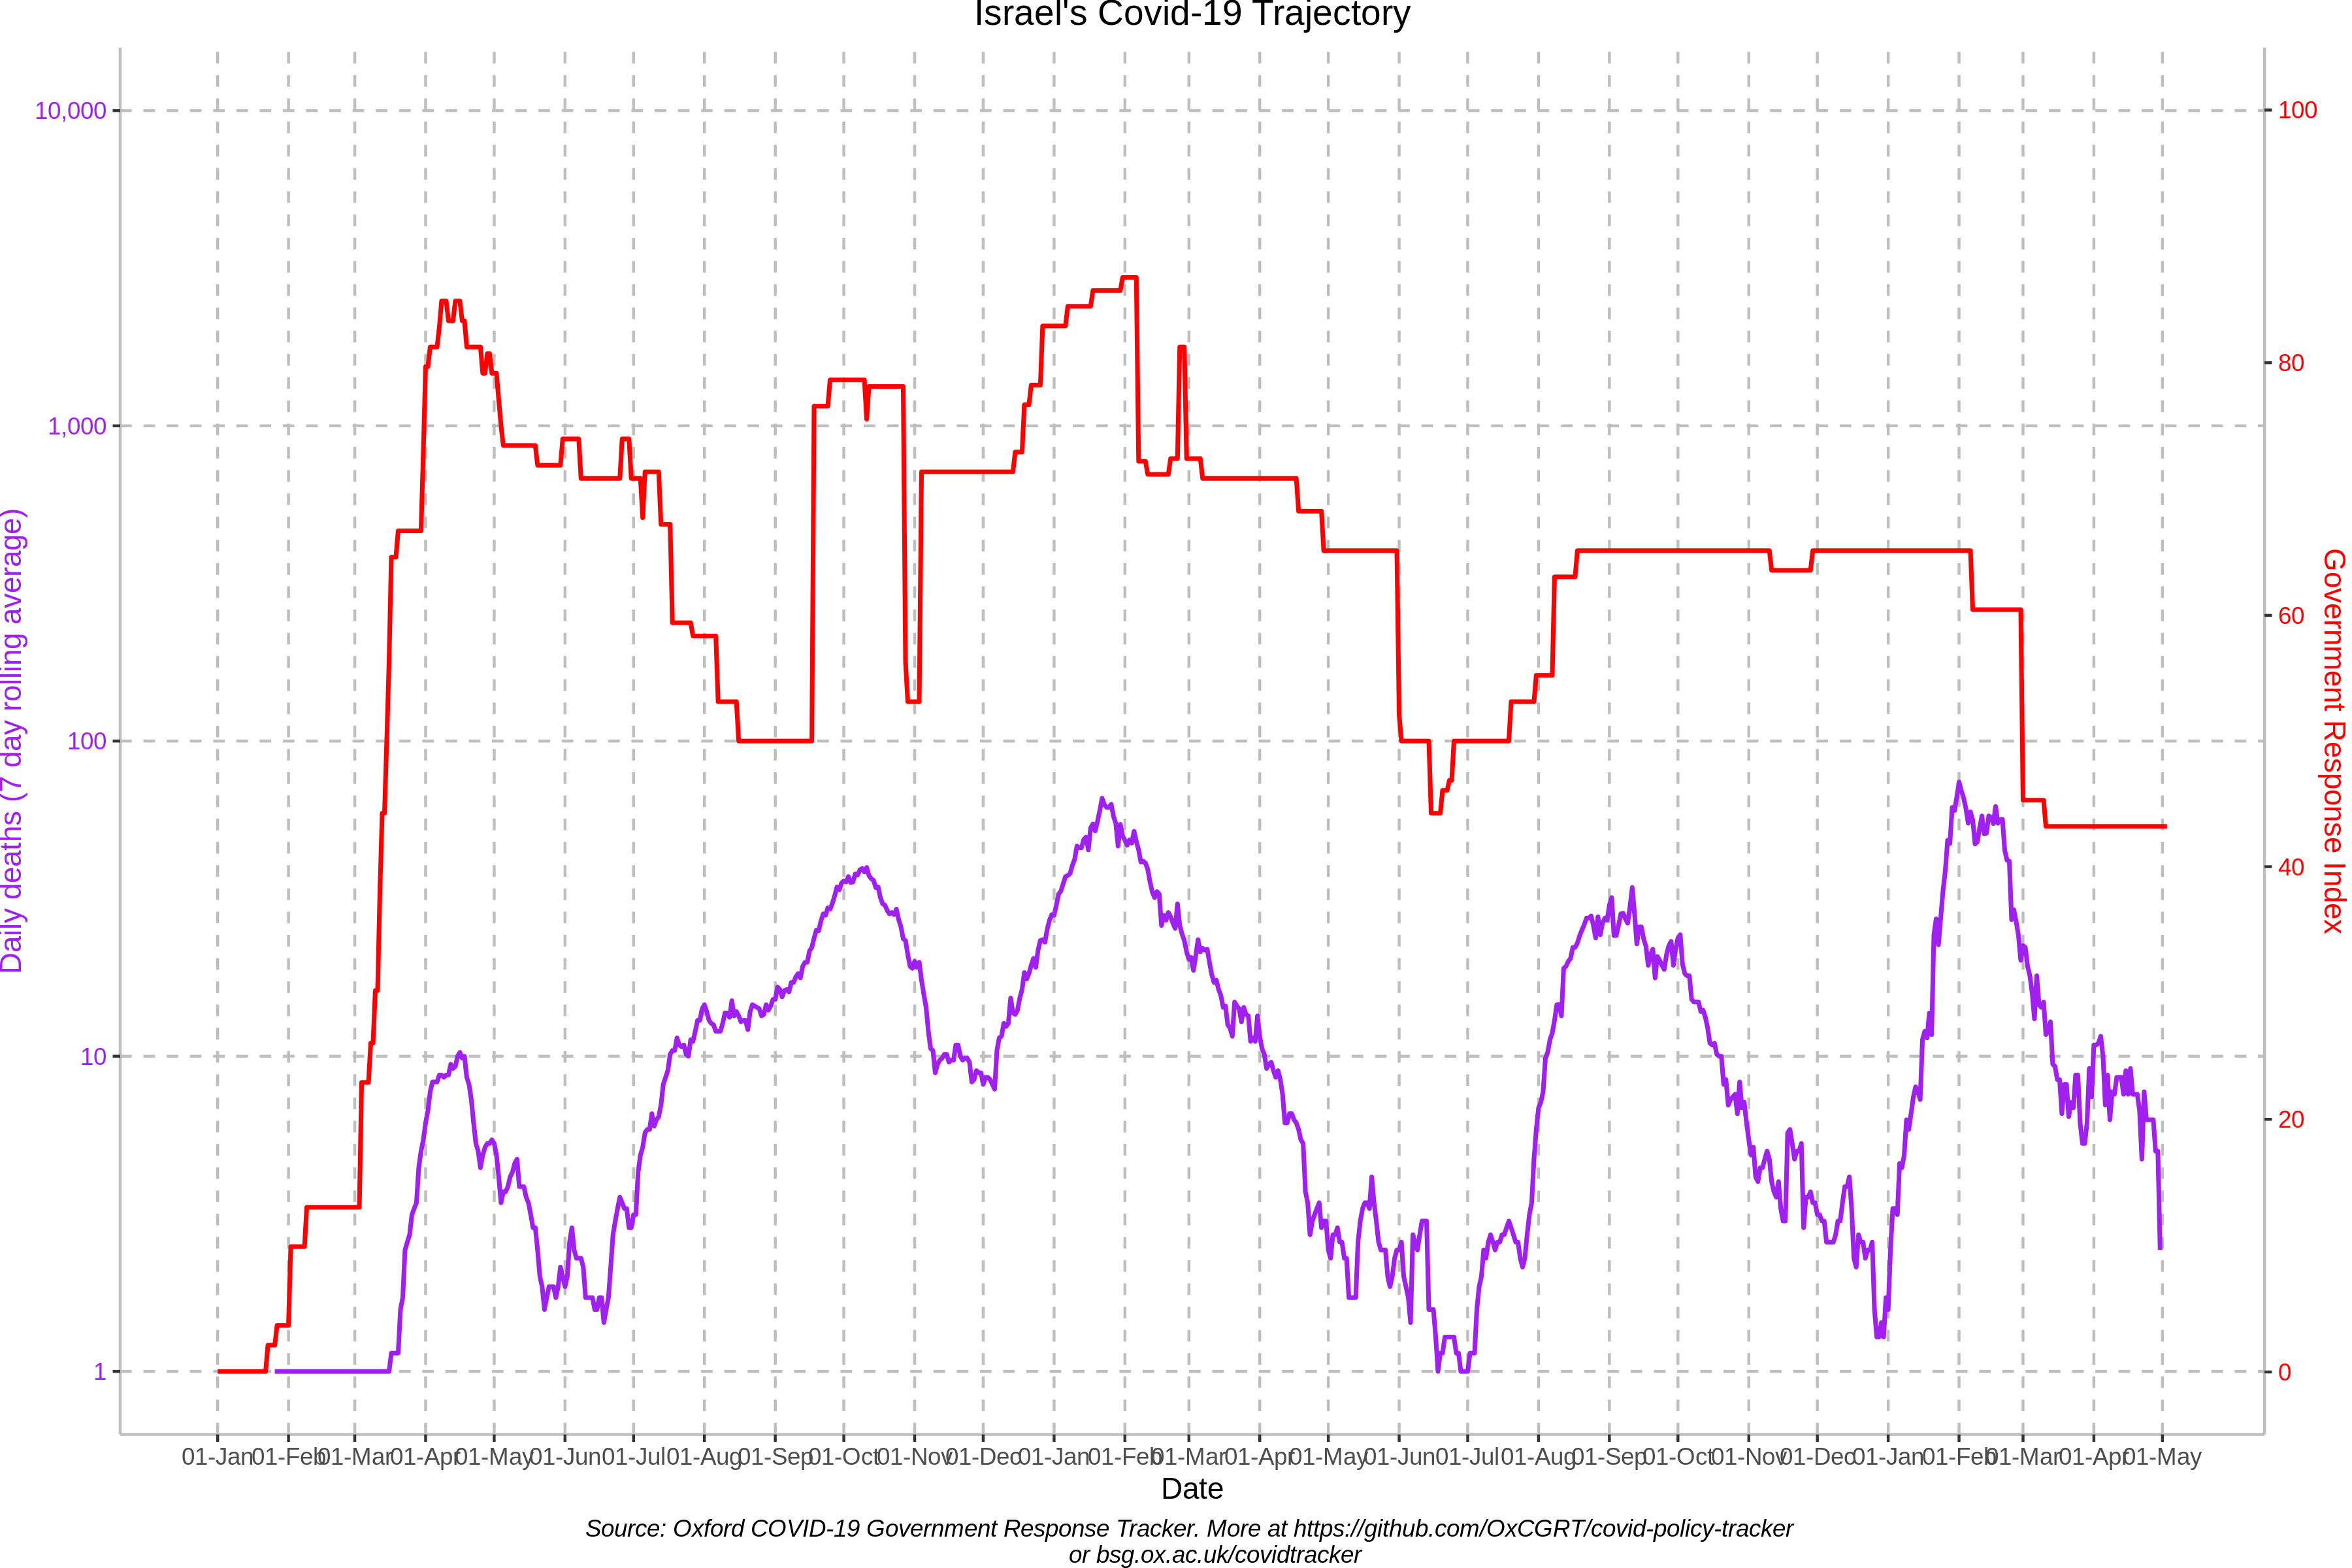 Israel's Covid-19 Trajectory
10,000
1,000
100
10
1
Daily deaths (7 day rolling average)
100
80
60
40
20
0
Government Response Index
01-Jan 01-Feb 01-Mar 01-Apr 01-May 01-Jun 01-Jul 01-Aug 01-Sep 01-Oct 01-Nov 01-Dec 01-Jan 01-Feb 01-Mar 01-Apr 01-May 01-Jun 01-Jul 01-Aug 01-Sep 01-Oct 01-Nov 01-Dec 01-Jan 01-Feb 01-Mar 01-Apr 01-May
Date
Source: Oxford COVID-19 Government Response Tracker. More at https://github.com/OxCGRT/covid-policy-tracker
or bsg.ox.ac.uk/covidtracker